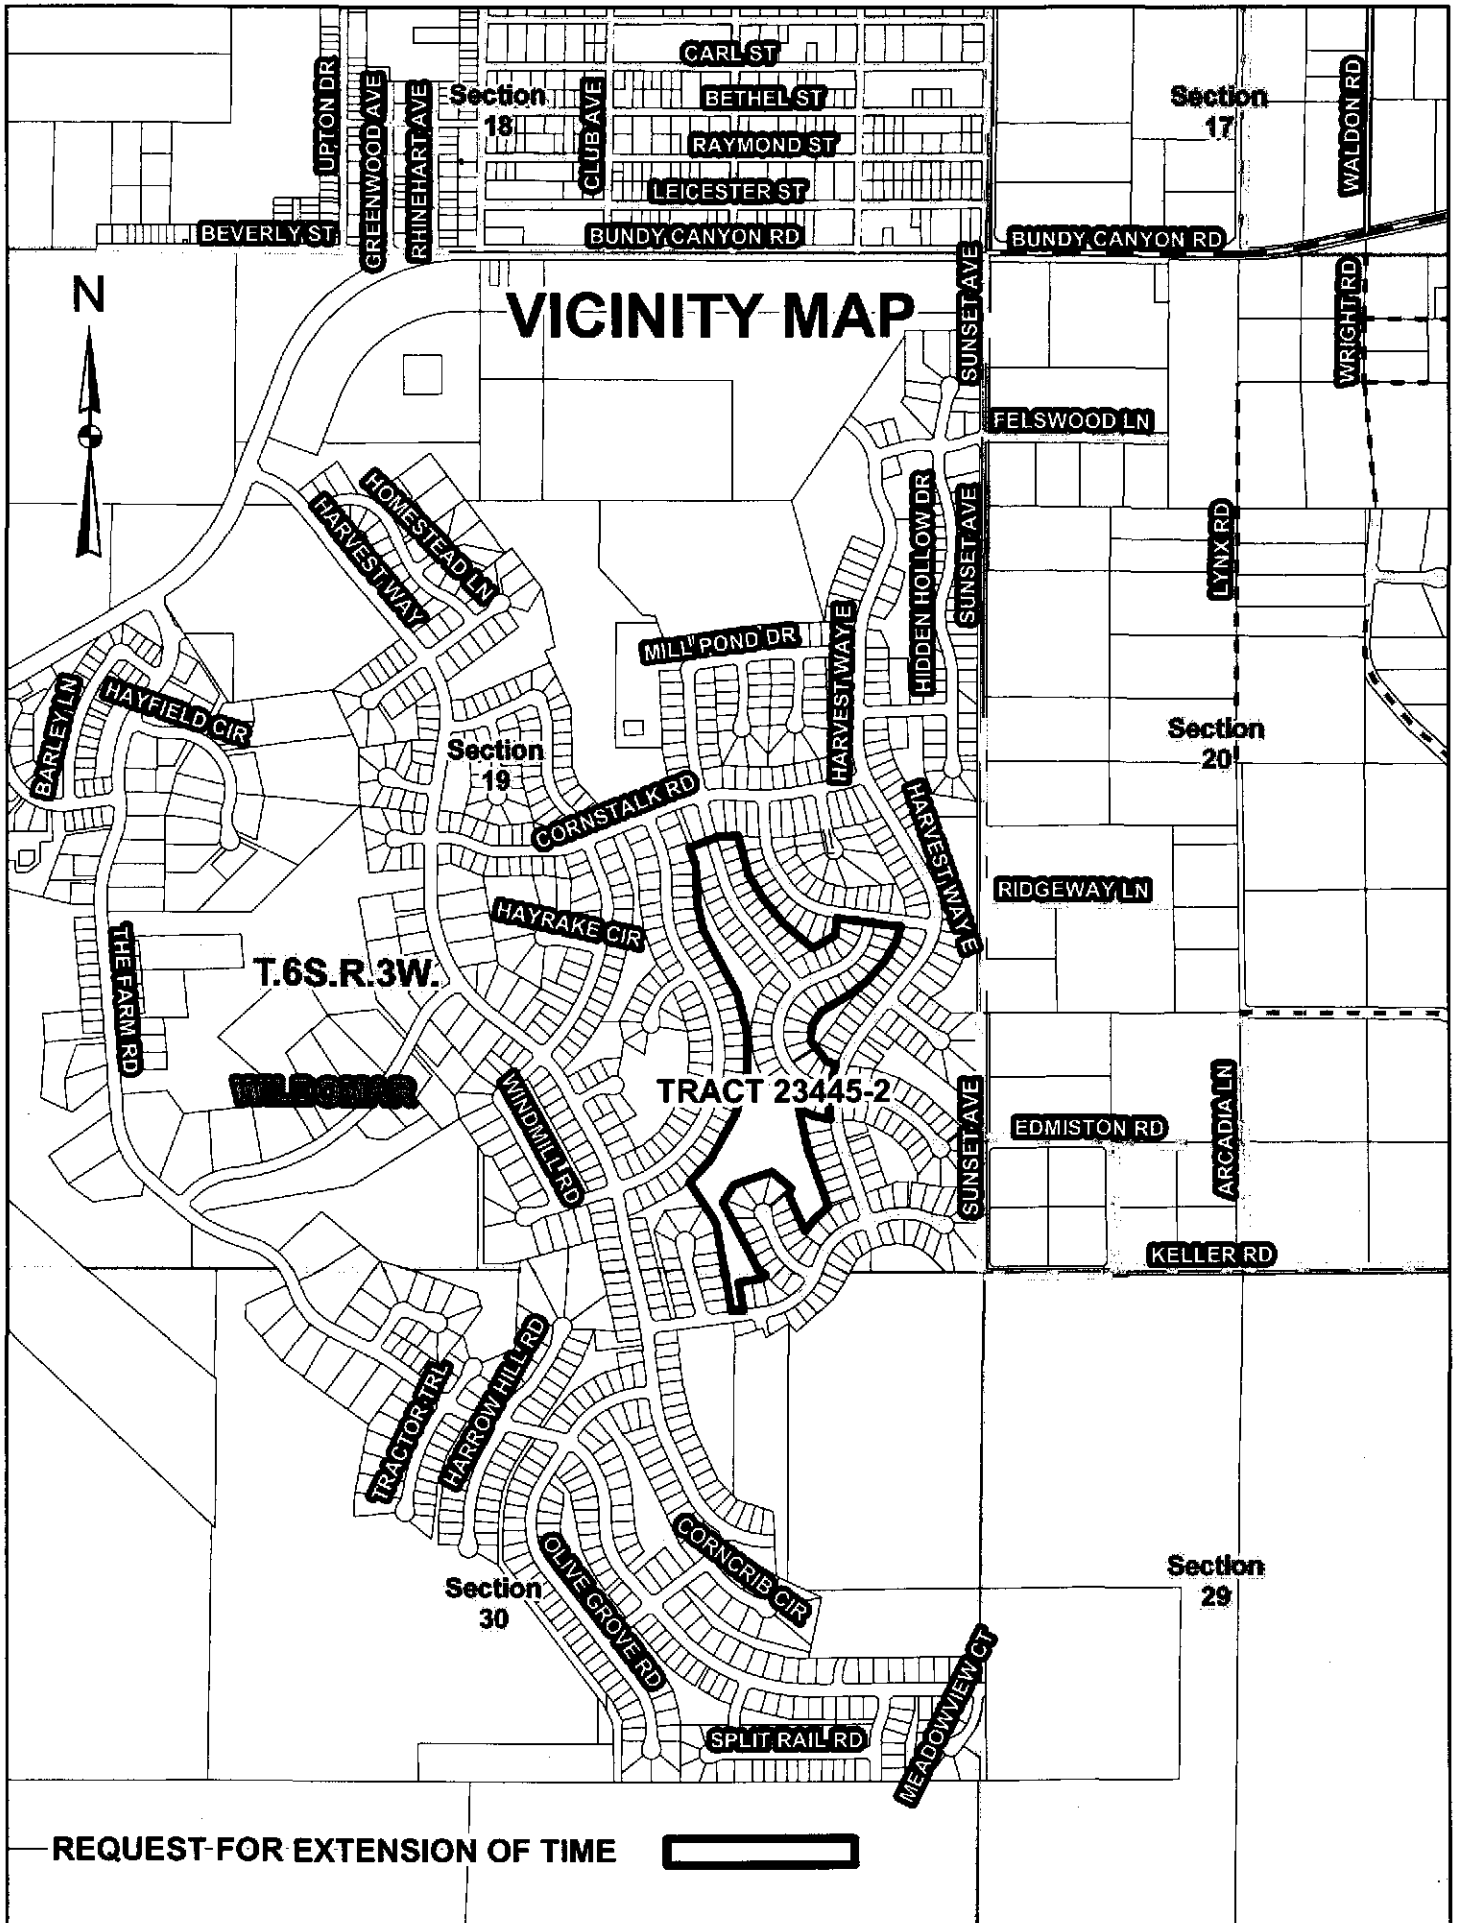 CARL ST
UPTON DR
GREENWOOD AVE
RHINEHART AVE
Section
18
CLUB AVE
BETHEL ST
Section
17
WALDON RD
RAYMOND ST
LEICESTER ST
BEVERLY ST
BUNDY CANYON RD
BUNDY CANYON RD
N
VICINITY MAP
SUNSET AVE
WRIGHT RD
FELSWOOD LN
HOMESTEAD LN
HARVEST WAY
HIDDEN HOLLOW DR
SUNSET AVE
LYNX RD
MILL POND DR
HARVEST WAY E
BARLEY LN
HAYFIELD CIR
Section
19
Section
20
CORNSTALK RD
HARVEST WAY E
RIDGEWAY LN
HAYRAKE CIR
THE FARM RD
T.6S.R.3W.
WILDOMAR
WINDMILL RD
TRACT 23445-2
SUNSET AVE
EDMISTON RD
ARCADIA LN
KELLER RD
TRACTOR TRL
HARROW HILL RD
CORNCRIB CIR
OLIVE GROVE RD
Section
30
Section
29
MEADOWVIEW CT
SPLIT RAIL RD
REQUEST FOR EXTENSION OF TIME